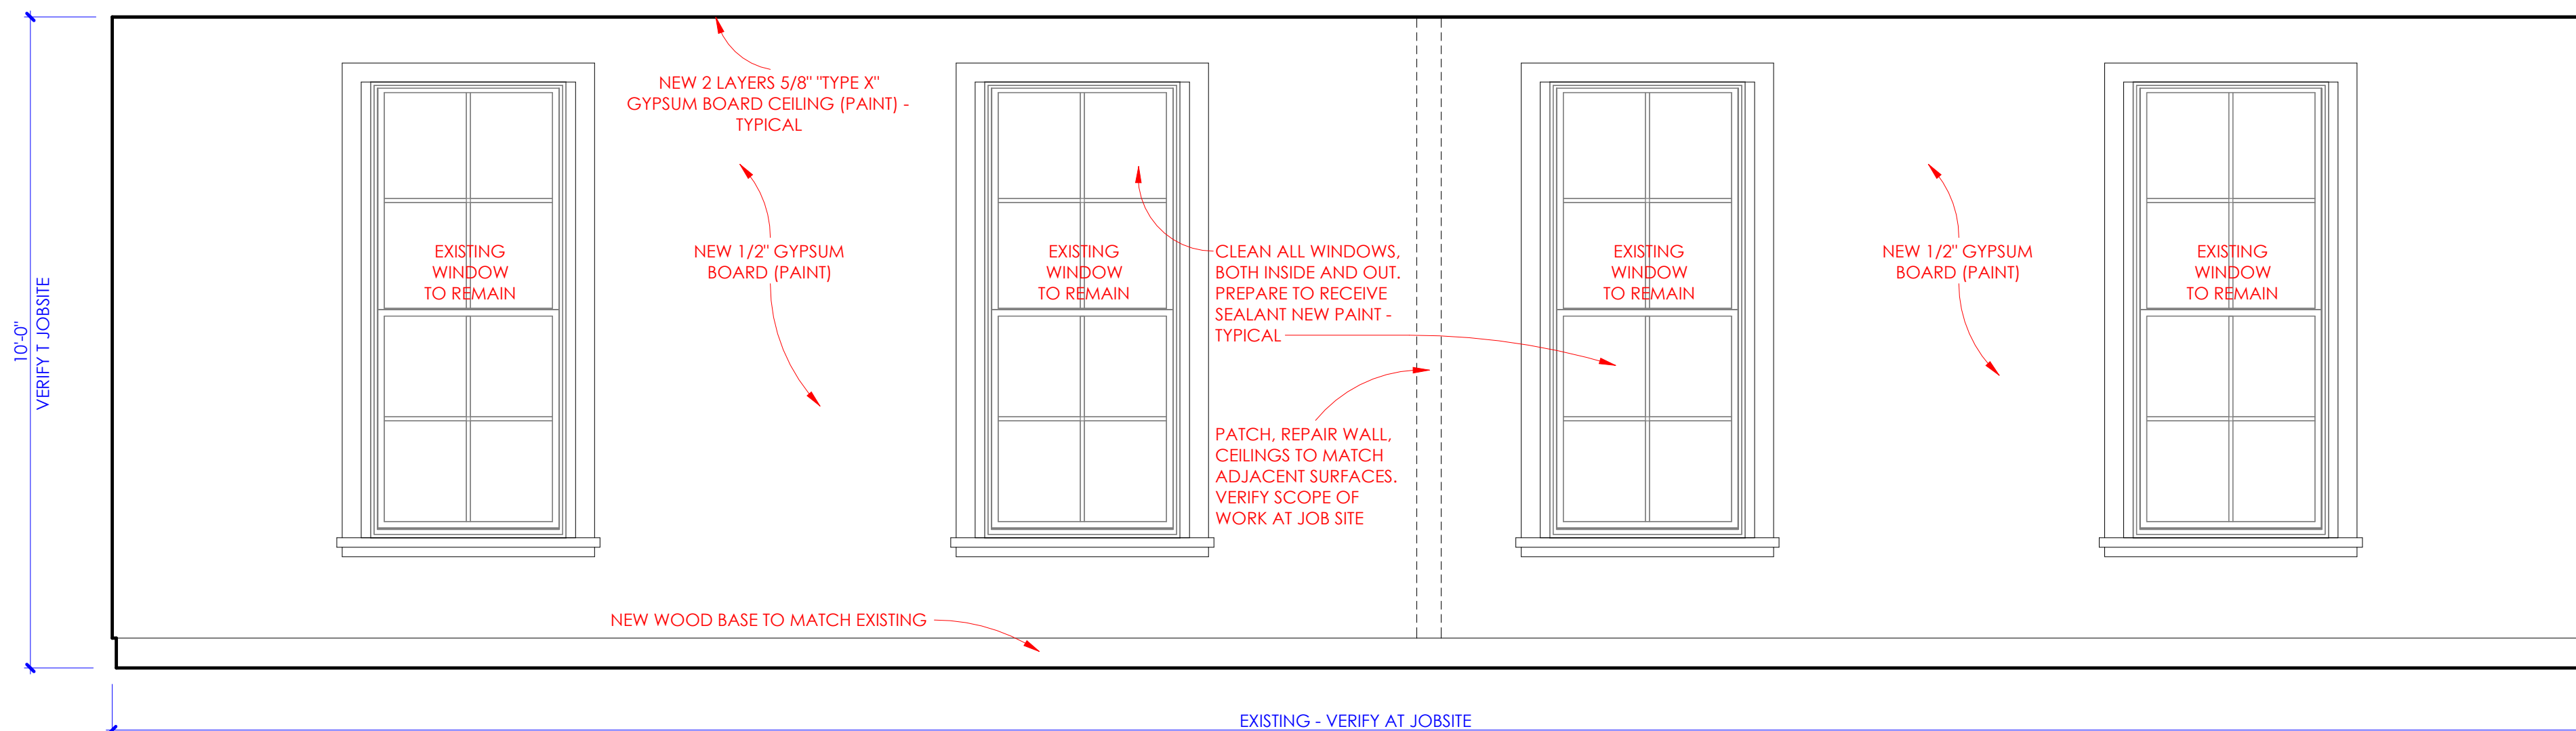 NEW 2 LAYERS 5/8" "TYPE X"
GYPSUM BOARD CEILING (PAINT) -
TYPICAL
10'-0"
VERIFY T JOBSITE
EXISTING
WINDOW
TO REMAIN
NEW 1/2" GYPSUM
BOARD (PAINT)
EXISTING
WINDOW
TO REMAIN
CLEAN ALL WINDOWS,
BOTH INSIDE AND OUT.
PREPARE TO RECEIVE
SEALANT NEW PAINT -
TYPICAL
EXISTING
WINDOW
TO REMAIN
NEW 1/2" GYPSUM
BOARD (PAINT)
EXISTING
WINDOW
TO REMAIN
PATCH, REPAIR WALL,
CEILINGS TO MATCH
ADJACENT SURFACES.
VERIFY SCOPE OF
WORK AT JOB SITE
NEW WOOD BASE TO MATCH EXISTING
EXISTING - VERIFY AT JOBSITE